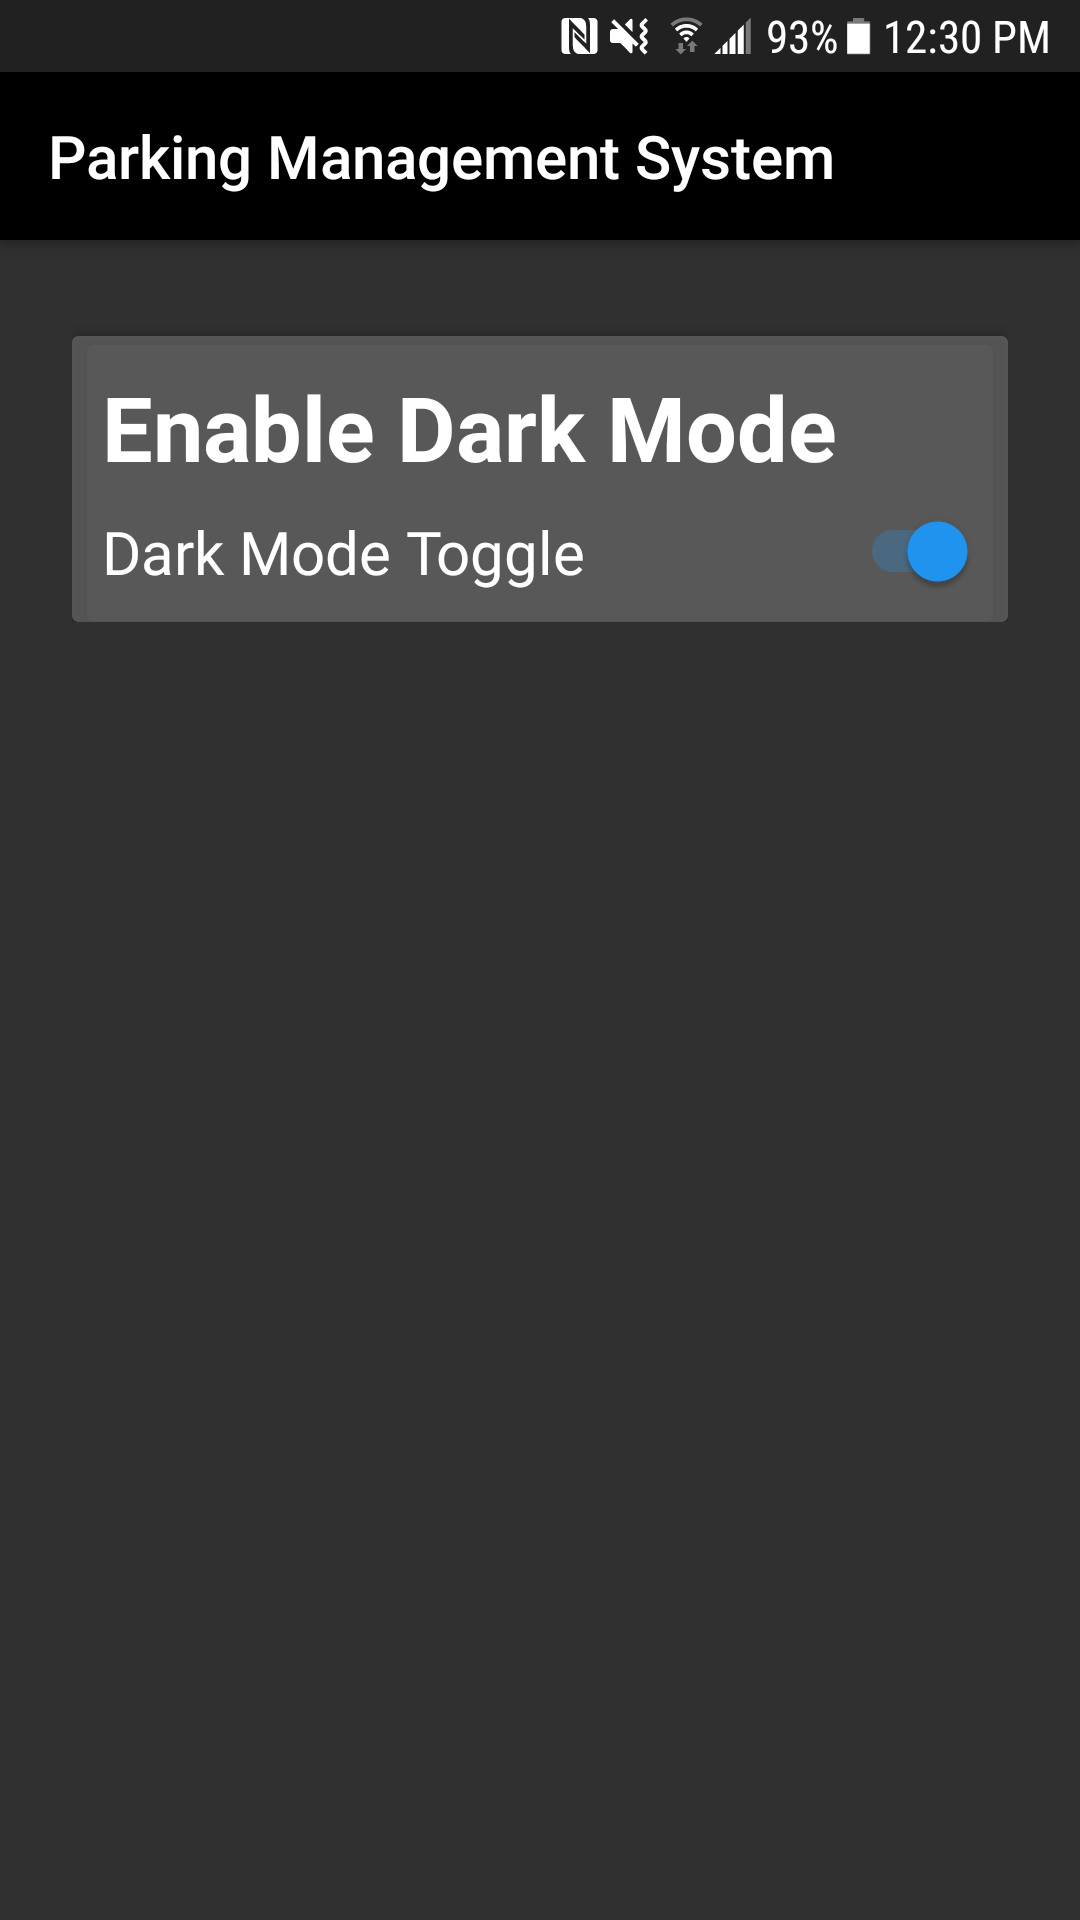 93% 12:30 PM
Parking Management System
Enable Dark Mode
Dark Mode Toggle